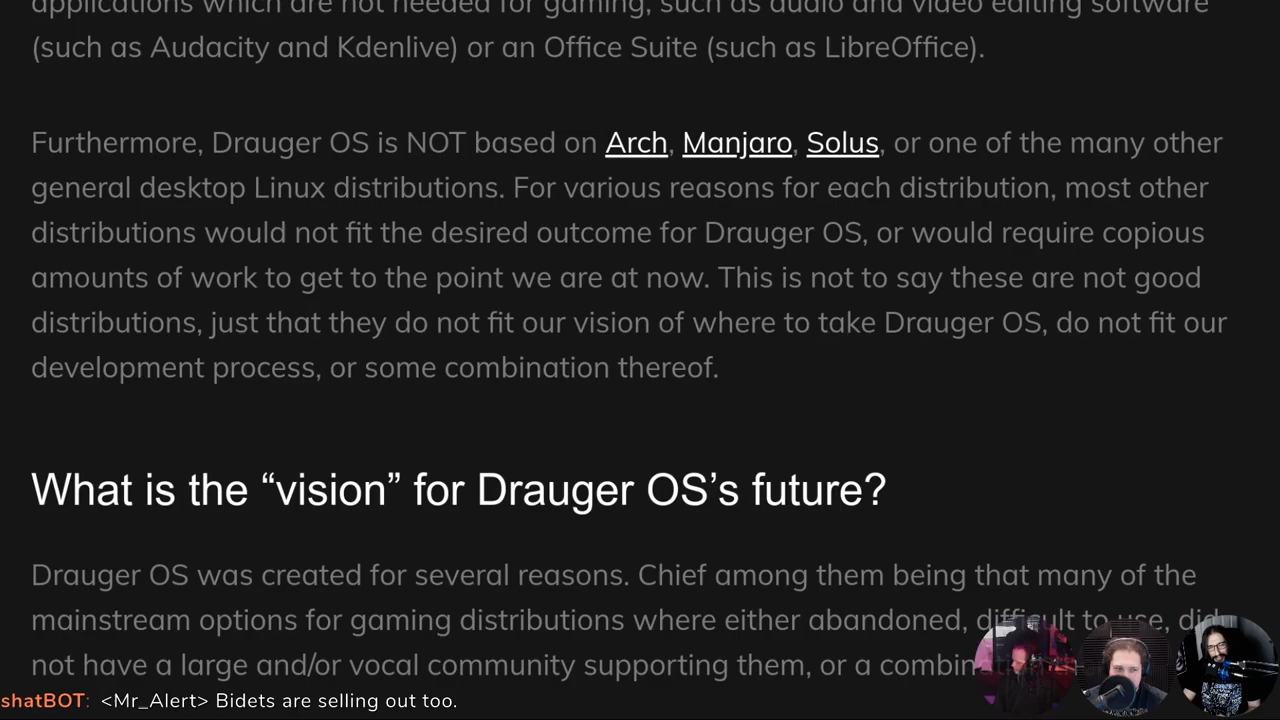 applications which are not needed for gaming, such as audio and video editing software
(such as Audacity and Kdenlive) or an Office Suite (such as LibreOffice).
Furthermore, Drauger OS is NOT based on Arch, Manjaro, Solus, or one of the many other
general desktop Linux distributions. For various reasons for each distribution, most other
distributions would not fit the desired outcome for Drauger OS, or would require copious
amounts of work to get to the point we are at now. This is not to say these are not good
distributions, just that they do not fit our vision of where to take Drauger OS, do not fit our
development process, or some combination thereof.
What is the “vision” for Drauger OS’s future?
Drauger OS was created for several reasons. Chief among them being that many of the
mainstream options for gaming distributions where either abandoned, difficult to use, did
not have a large and/or vocal community supporting them, or a
shatBOT: <Mr_Alert> Bidets are selling out too.